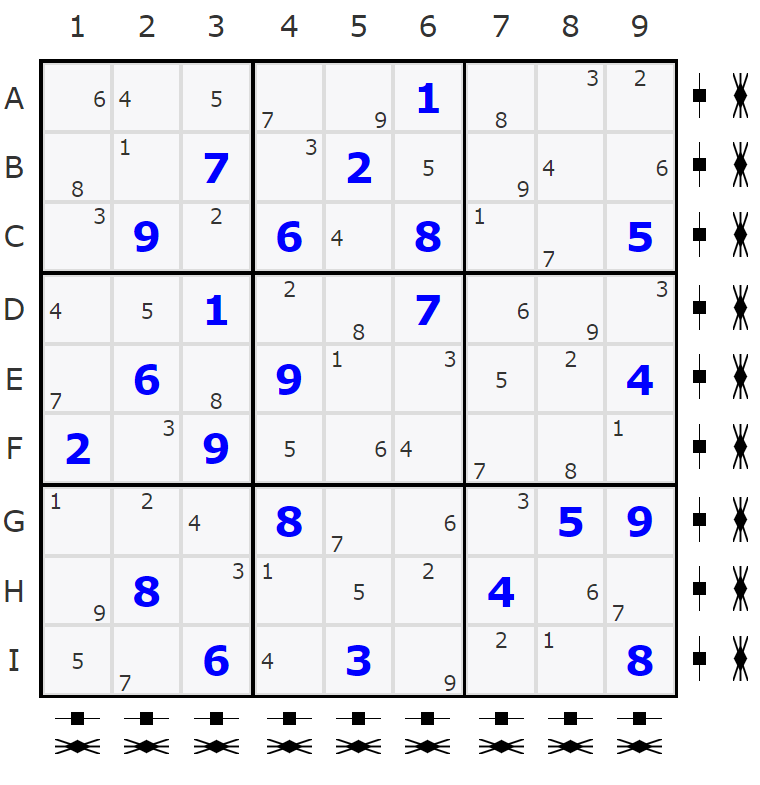 1 2 3 4 5 6 7 8 9
A 6 4 5 7 9 1 8 3 2
B 8 1 7 3 2 5 9 4 6
C 3 9 2 6 4 8 1 7 5
D 4 5 1 2 8 7 6 9 3
E 7 6 8 9 1 3 5 2 4
F 2 3 9 5 6 4 7 8 1
G 1 2 4 8 7 6 3 5 9
H 9 8 3 1 5 2 4 6 7
I 5 7 6 4 3 9 2 1 8